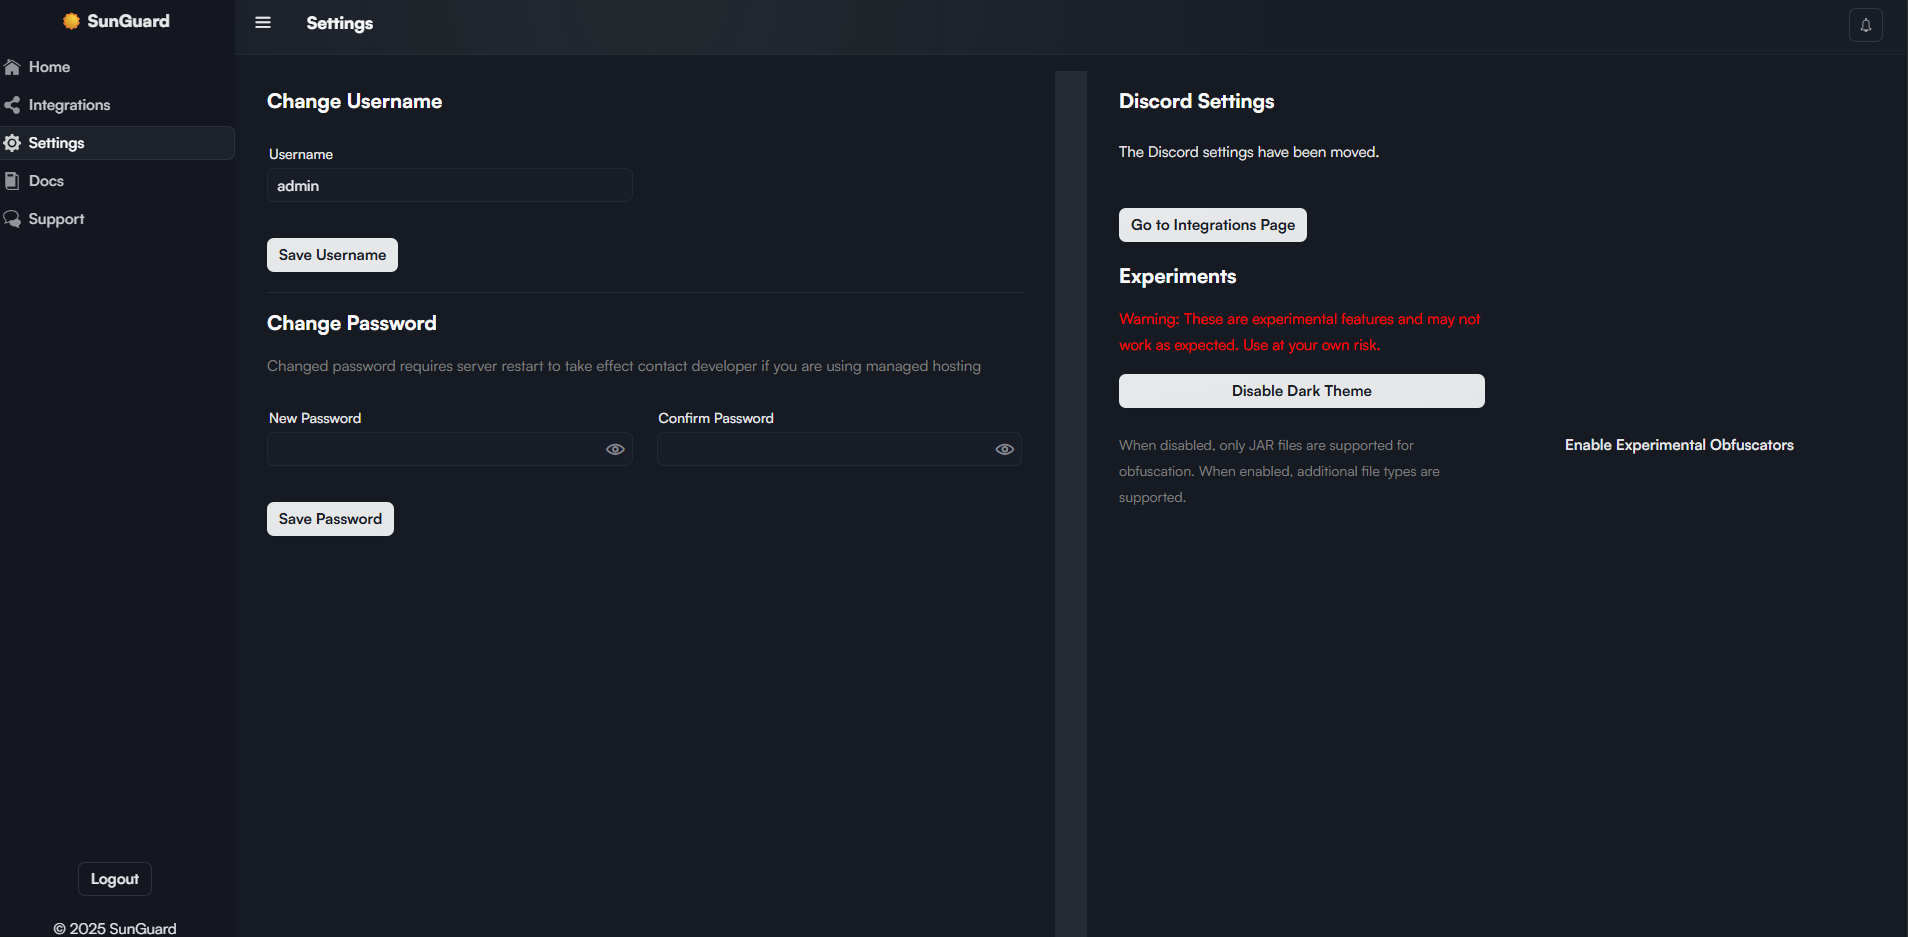 SunGuard
Home
Integrations
Settings
Docs
Support
Logout
© 2025 SunGuard
Settings
Change Username
Username
admin
Save Username
Change Password
Changed password requires server restart to take effect contact developer if you are using managed hosting
New Password
Confirm Password
Save Password
Discord Settings
The Discord settings have been moved.
Go to Integrations Page
Experiments
Warning: These are experimental features and may not
work as expected. Use at your own risk.
Disable Dark Theme
When disabled, only JAR files are supported for
obfuscation. When enabled, additional file types are
supported.
Enable Experimental Obfuscators